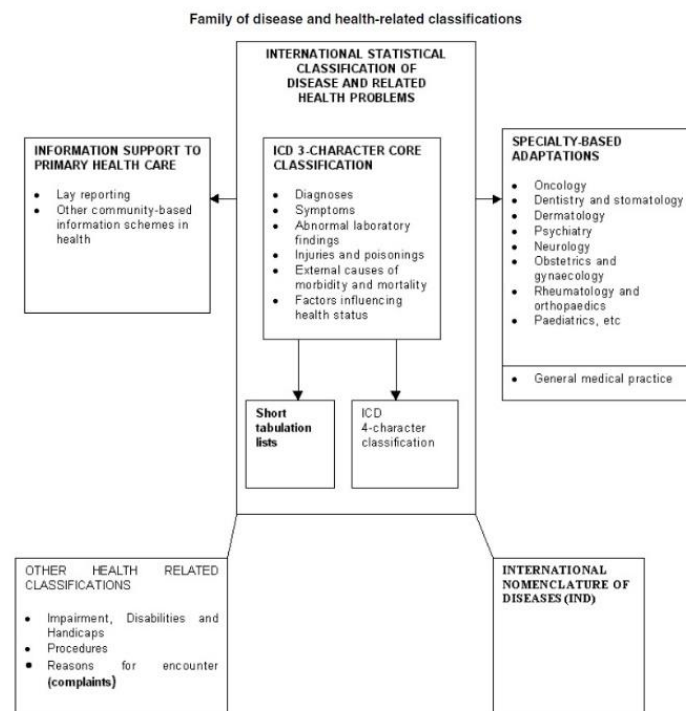 Family of disease and health-related classifications
INTERNATIONAL STATISTICAL
CLASSIFICATION OF
DISEASE AND RELATED
HEALTH PROBLEMS
INFORMATION SUPPORT TO
PRIMARY HEALTH CARE
• Lay reporting
• Other community-based
information schemes in
health
ICD 3-CHARACTER CORE
CLASSIFICATION
• Diagnoses
• Symptoms
• Abnormal laboratory
findings
• Injuries and poisonings
• External causes of
morbidity and mortality
• Factors influencing
health status
SPECIALTY-BASED
ADAPTATIONS
• Oncology
• Dentistry and stomatology
• Dermatology
• Psychiatry
• Neurology
• Obstetrics and
gynaecology
• Rheumatology and
orthopaedics
• Paediatrics, etc
• General medical practice
Short
tabulation
lists
ICD
4-character
classification
OTHER HEALTH RELATED
CLASSIFICATIONS
• Impairment, Disabilities and
Handicaps
• Procedures
• Reasons for encounter
(complaints)
INTERNATIONAL
NOMENCLATURE OF
DISEASES (IND)